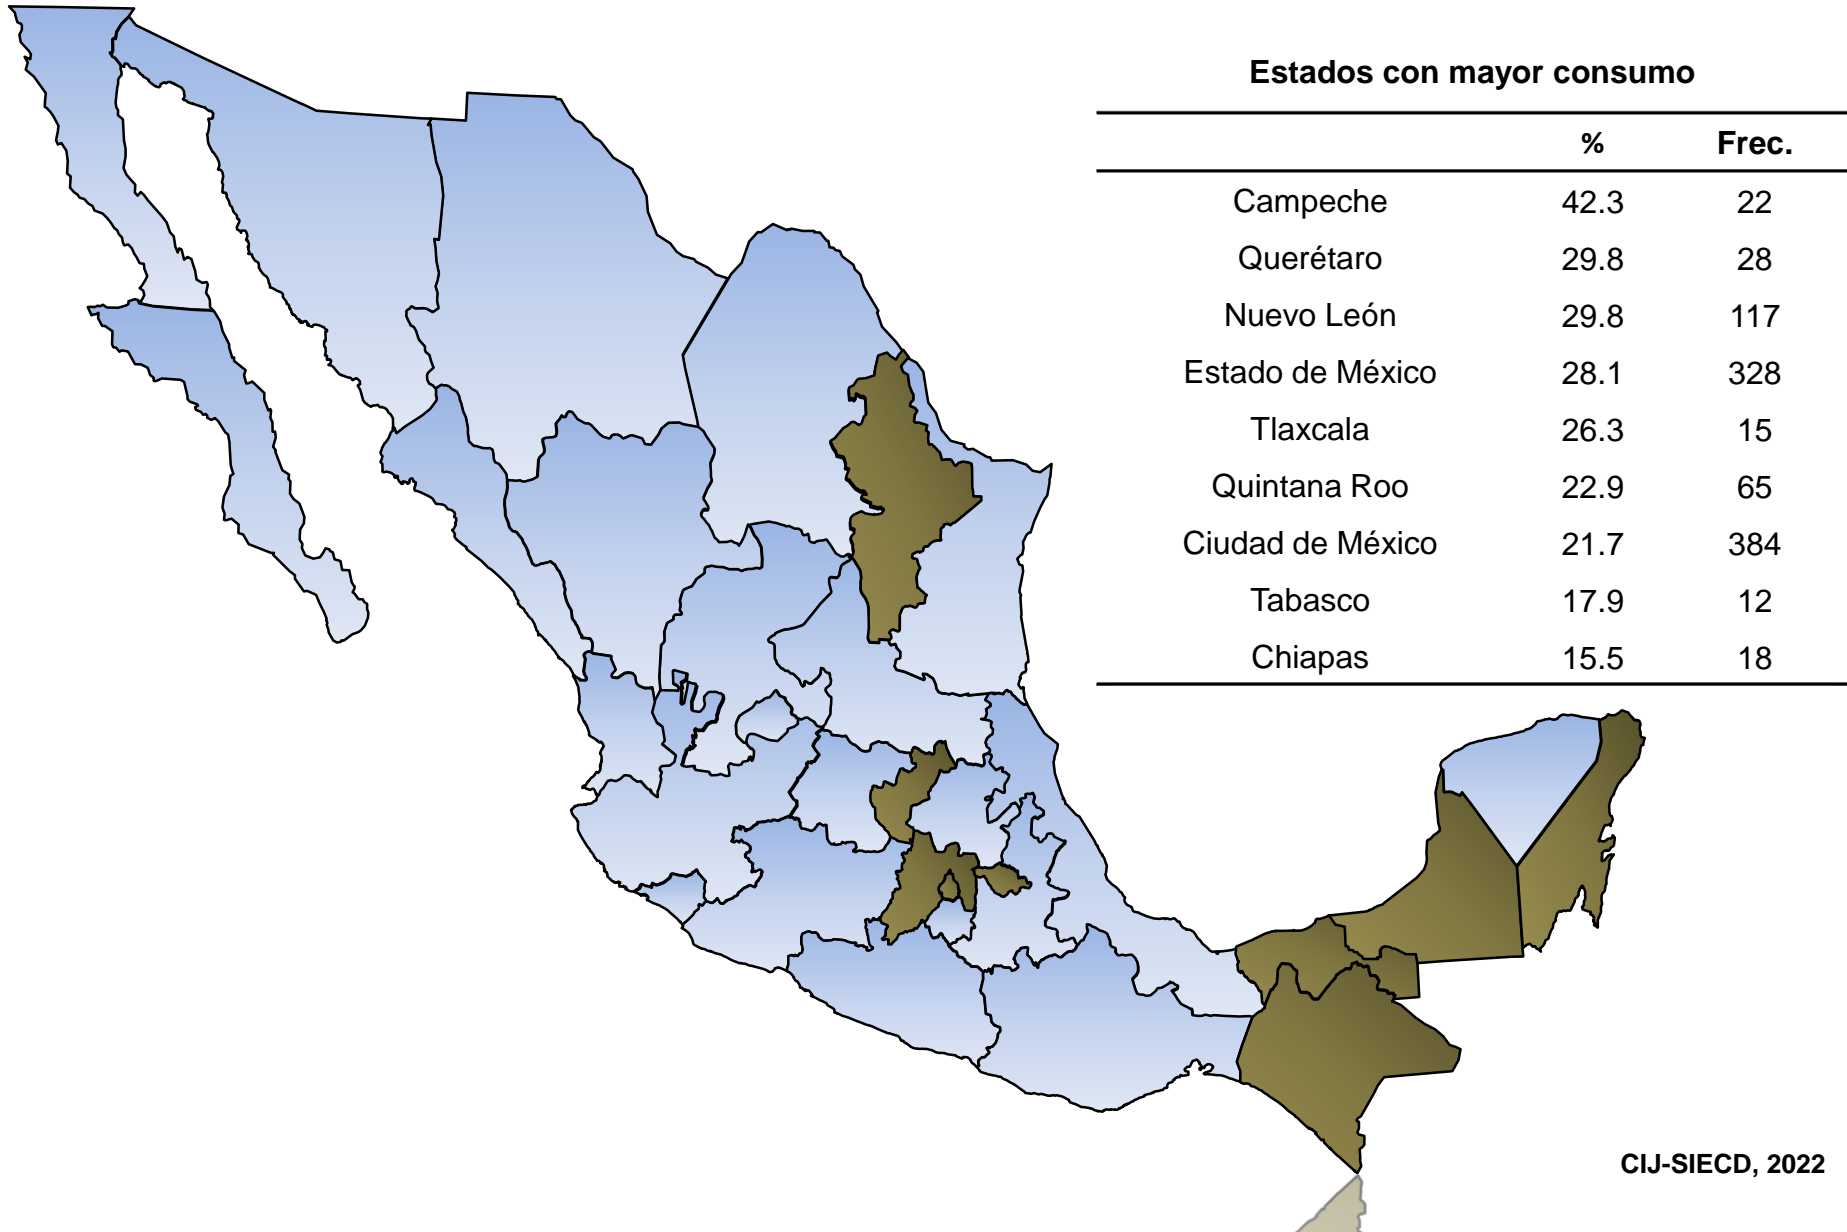 Estados con mayor consumo
% Frec.
Campeche 42.3 22
Querétaro 29.8 28
Nuevo León 29.8 117
Estado de México 28.1 328
Tlaxcala 26.3 15
Quintana Roo 22.9 65
Ciudad de México 21.7 384
Tabasco 17.9 12
Chiapas 15.5 18
CIJ-SIECD, 2022